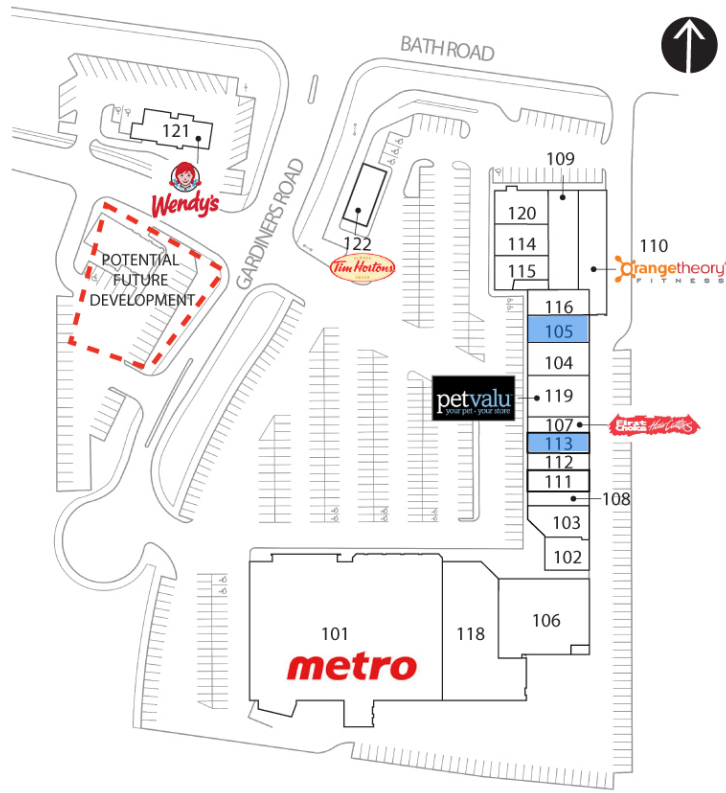 BATH ROAD
121
Wendy's
GARDINERS ROAD
122
ALWAYS
Tim Hortons
FRESH
POTENTIAL
FUTURE
DEVELOPMENT
109
120
110
114
Orangetheory
FITNESS
115
116
105
104
petvalu
your pet - your store
119
107
First
Choice
Haircutters
113
112
111
108
103
102
101
metro
118
106